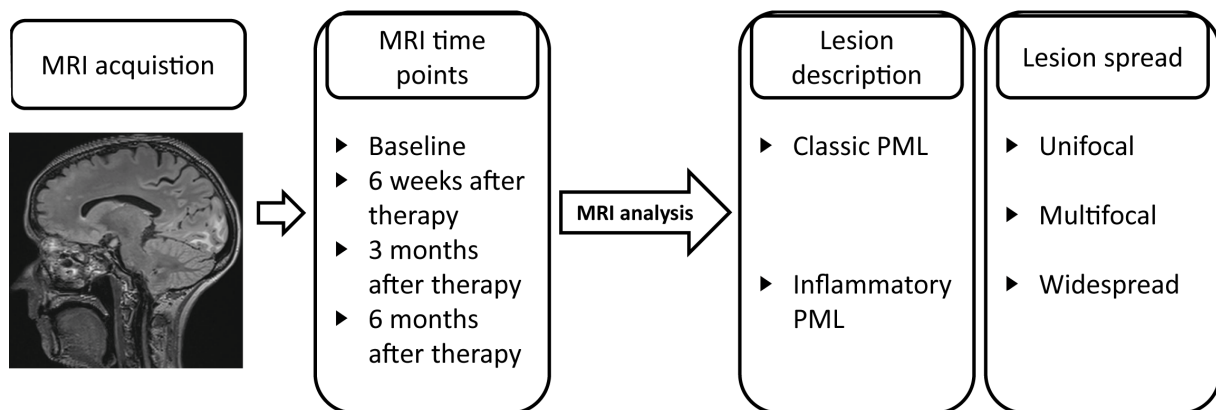 MRI acquistion
MRI time
points
Baseline
6 weeks after
therapy
3 months
after therapy
6 months
after therapy
MRI analysis
Lesion
description
Classic PML
Inflammatory
PML
Lesion spread
Unifocal
Multifocal
Widespread